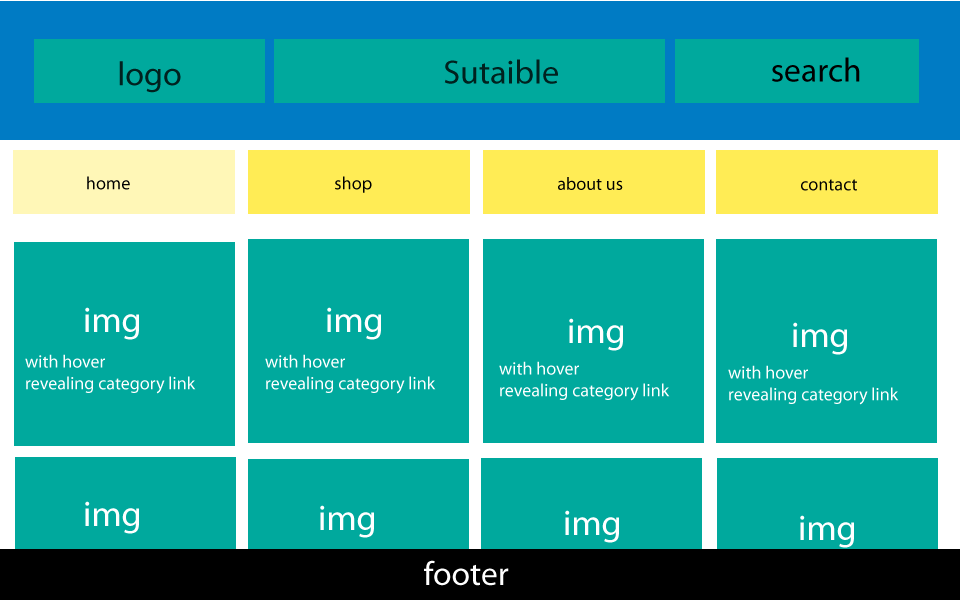 logo
Sutaible
search
home
shop
about us
contact
img
with hover
revealing category link
img
with hover
revealing category link
img
with hover
revealing category link
img
with hover
revealing category link
img
img
img
img
footer